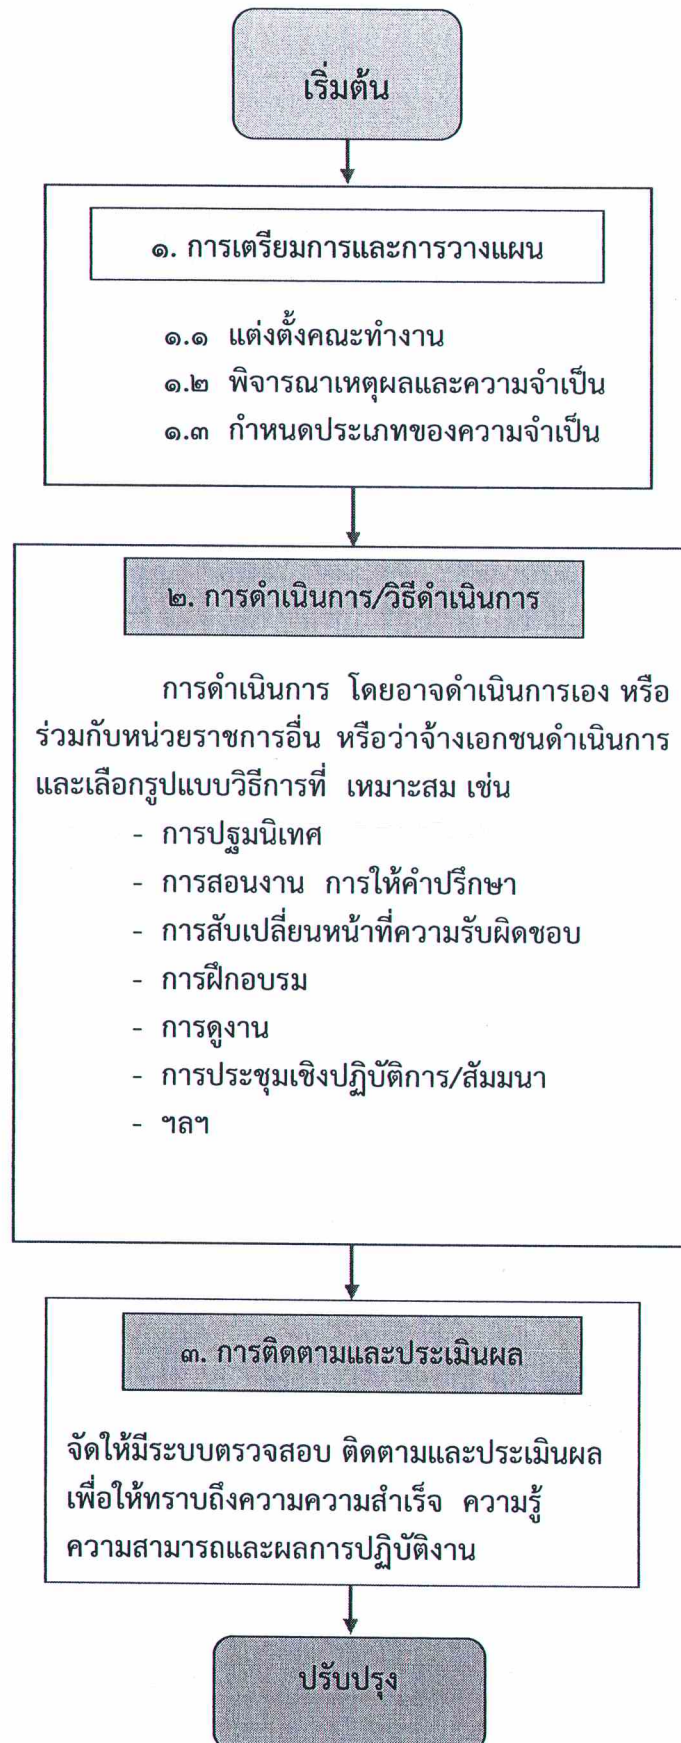 เริ่มต้น
๑. การเตรียมการและการวางแผน
๑.๑ แต่งตั้งคณะทำงาน
๑.๒ พิจารณาเหตุผลและความจำเป็น
๑.๓ กำหนดประเภทของความจำเป็น
๒. การดำเนินการ/วิธีดำเนินการ
การดำเนินการ โดยอาจดำเนินการเอง หรือ
ร่วมกับหน่วยราชการอื่น หรือว่าจ้างเอกชนดำเนินการ
และเลือกรูปแบบวิธีการที่ เหมาะสม เช่น
- การปฐมนิเทศ
- การสอนงาน การให้คำปรึกษา
- การสับเปลี่ยนหน้าที่ความรับผิดชอบ
- การฝึกอบรม
- การดูงาน
- การประชุมเชิงปฏิบัติการ/สัมมนา
- ฯลฯ
๓. การติดตามและประเมินผล
จัดให้มีระบบตรวจสอบ ติดตามและประเมินผล
เพื่อให้ทราบถึงความความสำเร็จ ความรู้
ความสามารถและผลการปฏิบัติงาน
ปรับปรุง